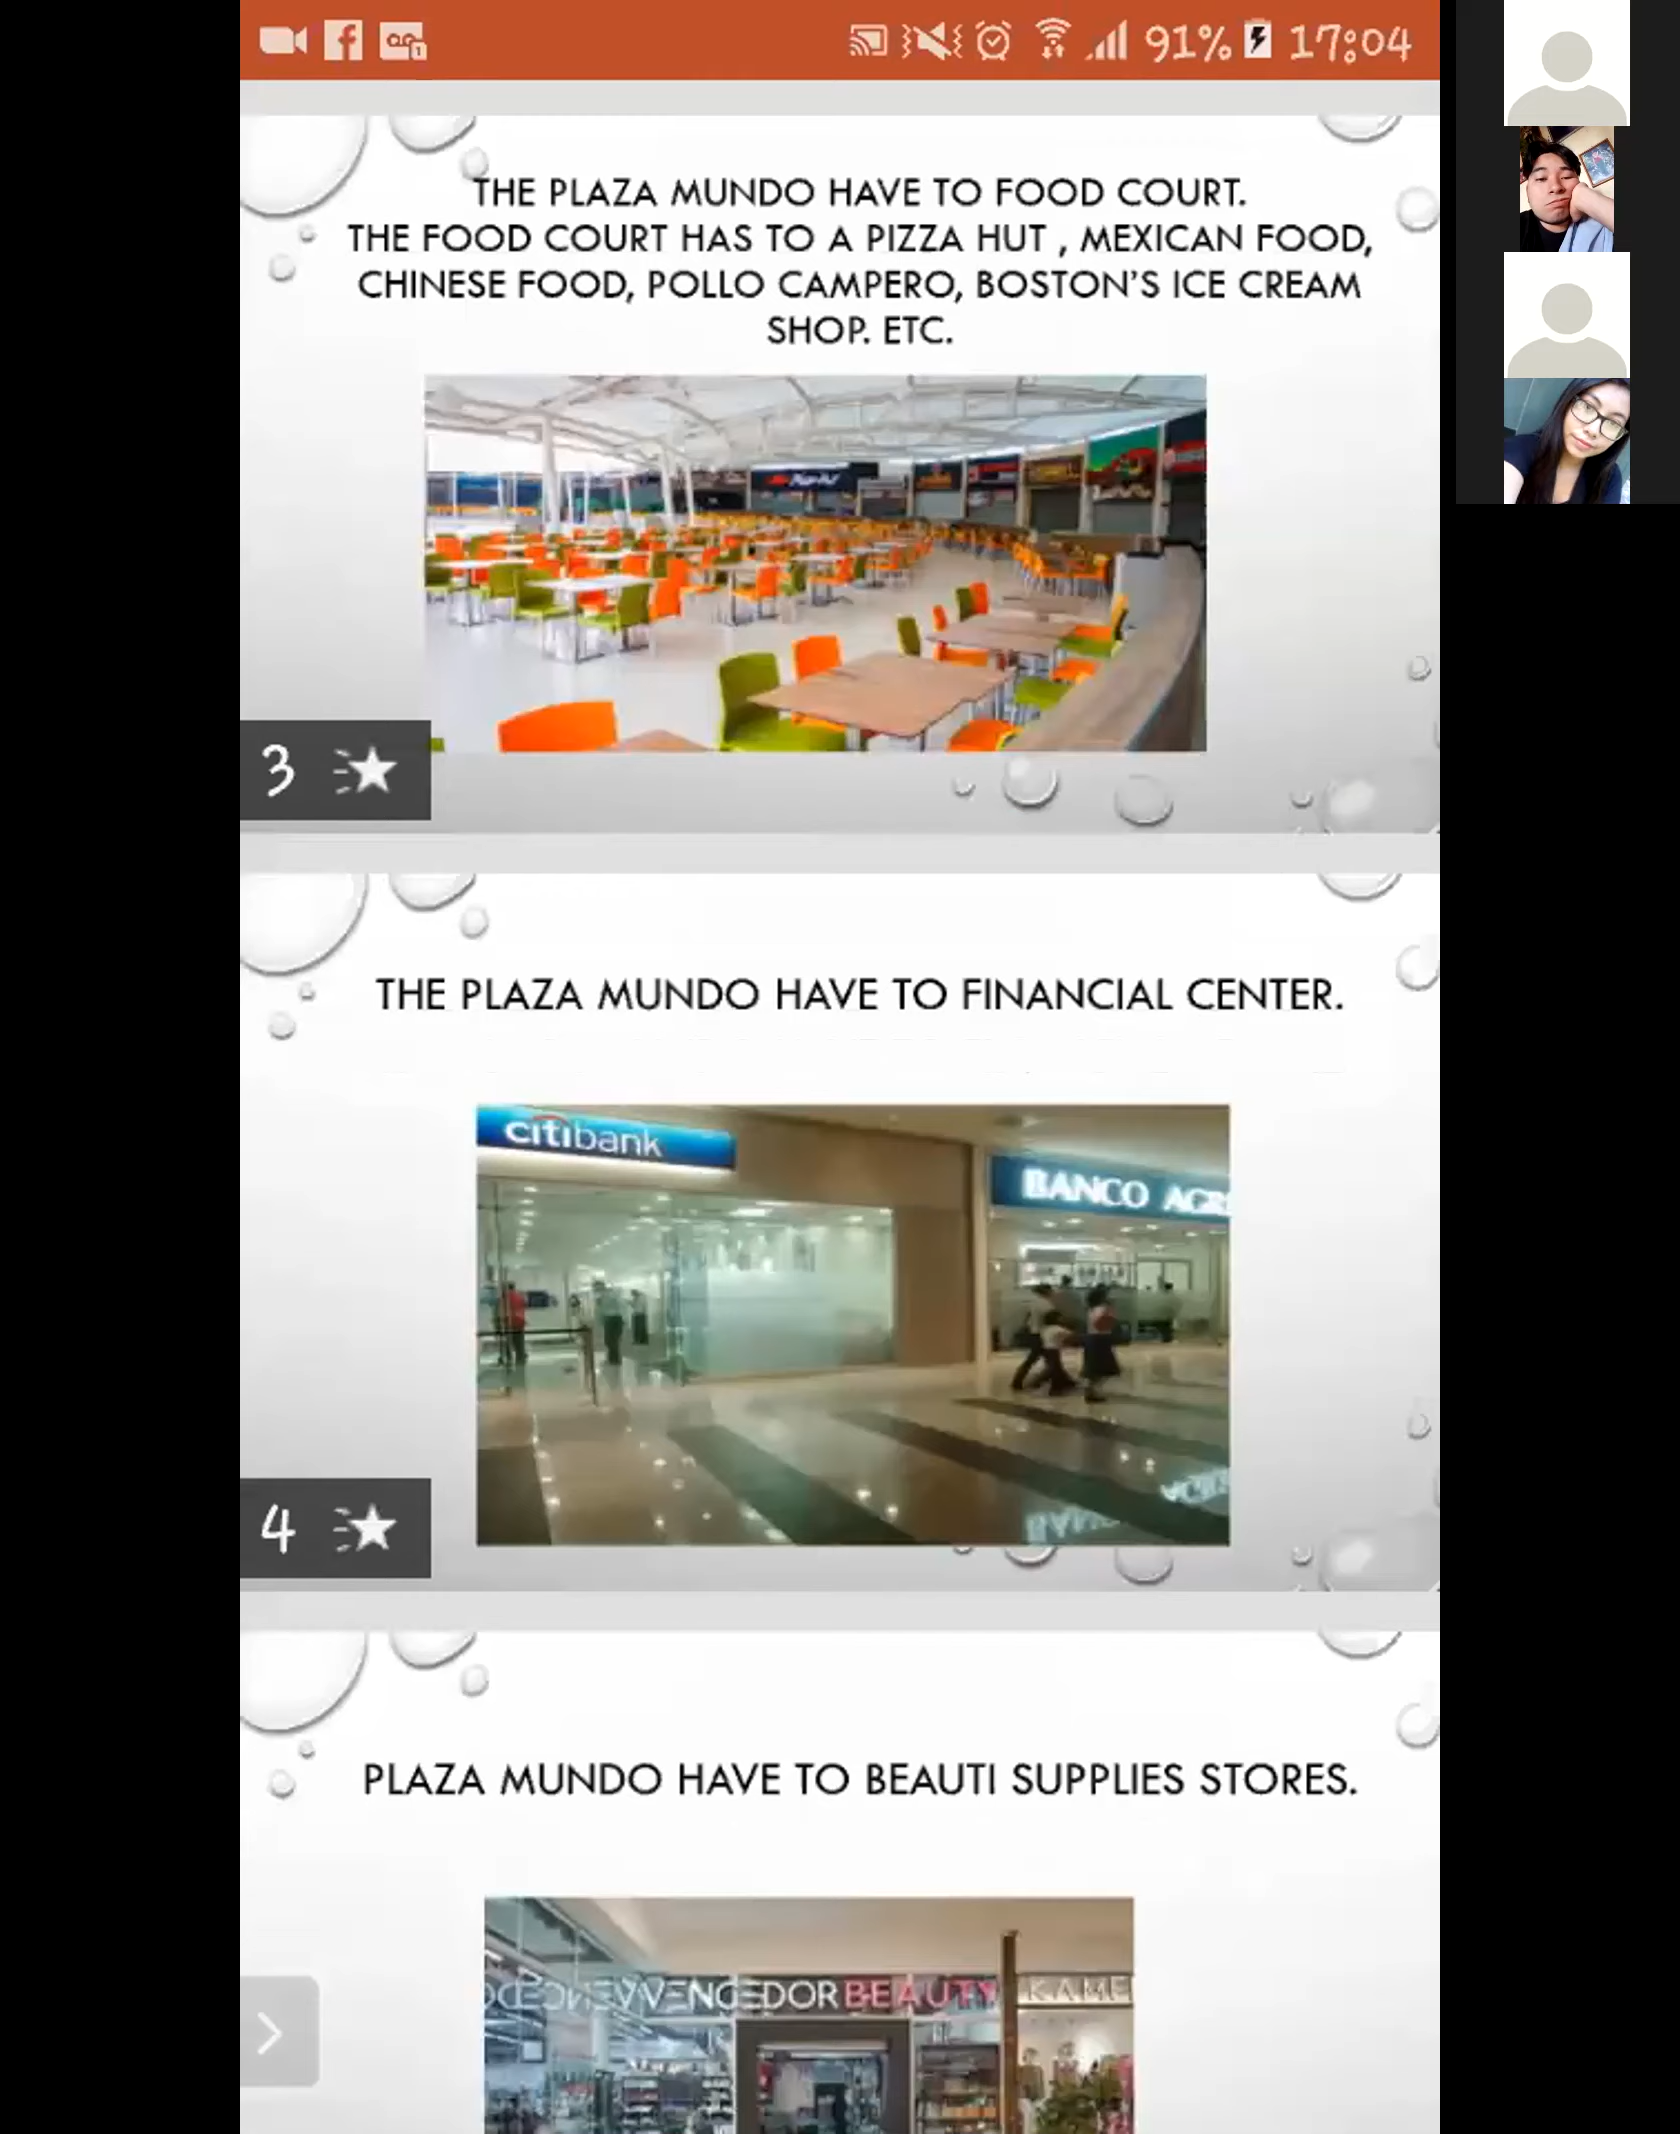 91% 17:04
THE PLAZA MUNDO HAVE TO FOOD COURT.
THE FOOD COURT HAS TO A PIZZA HUT , MEXICAN FOOD,
CHINESE FOOD, POLLO CAMPERO, BOSTON'S ICE CREAM
SHOP. ETC.
3
THE PLAZA MUNDO HAVE TO FINANCIAL CENTER.
citibank
BANCO AGR
4
PLAZA MUNDO HAVE TO BEAUTI SUPPLIES STORES.
VENCEDOR BEAUTY
KAME